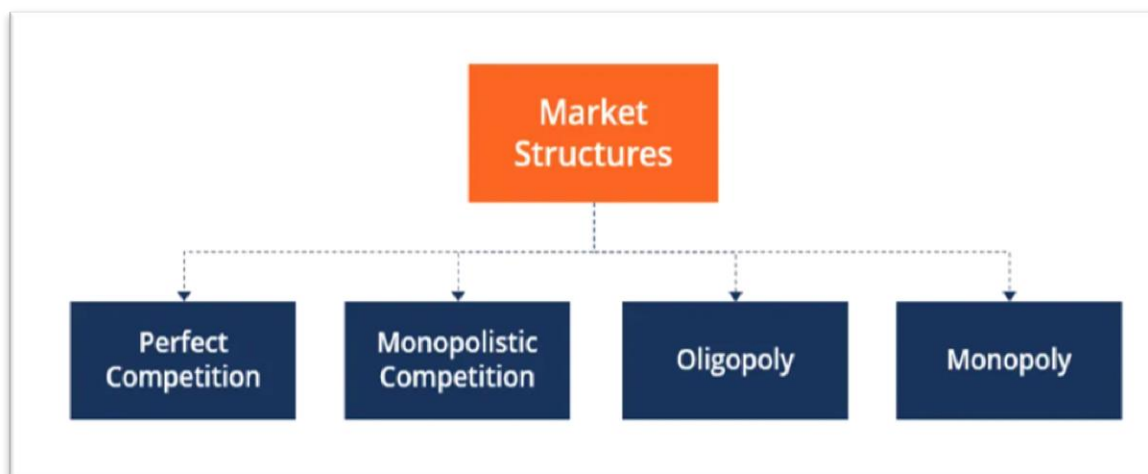 Market
Structures
Perfect
Competition
Monopolistic
Competition
Oligopoly
Monopoly